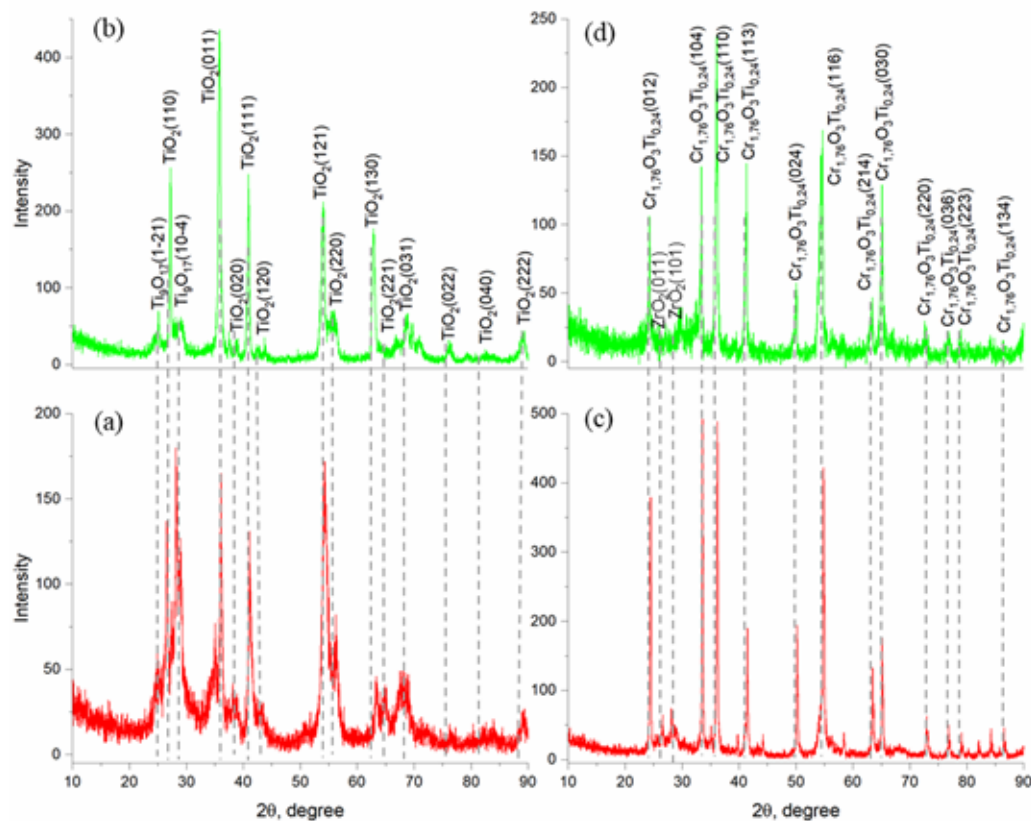 (b)
Intensity
400
300
200
100
0
Ti9O17(1-21)
TiO2(110)
Ti9O17(10-4)
TiO2(011)
TiO2(020)
TiO2(111)
TiO2(120)
TiO2(121)
TiO2(220)
TiO2(130)
TiO2(221)
TiO2(031)
TiO2(022)
TiO2(040)
TiO2(222)
(d)
250
200
150
100
50
0
Cr1,76O3Ti0,24(012)
ZrO2(011)
ZrO2(101)
Cr1,76O3Ti0,24(104)
Cr1,76O3Ti0,24(110)
Cr1,76O3Ti0,24(113)
Cr1,76O3Ti0,24(024)
Cr1,76O3Ti0,24(116)
Cr1,76O3Ti0,24(214)
Cr1,76O3Ti0,24(030)
Cr1,76O3Ti0,24(220)
Cr1,76O3Ti0,24(036)
Cr1,76O3Ti0,24(223)
Cr1,76O3Ti0,24(134)
(a)
Intensity
200
150
100
50
0
10 20 30 40 50 60 70 80 90
2θ, degree
(c)
500
400
300
200
100
0
10 20 30 40 50 60 70 80 90
2θ, degree